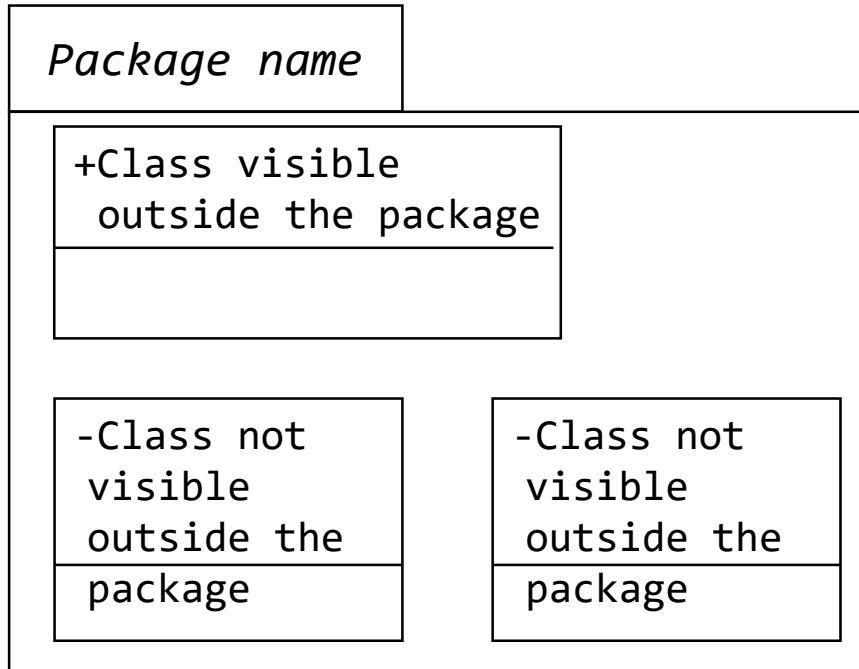 Package name
+Class visible
outside the package
-Class not
visible
outside the
package
-Class not
visible
outside the
package